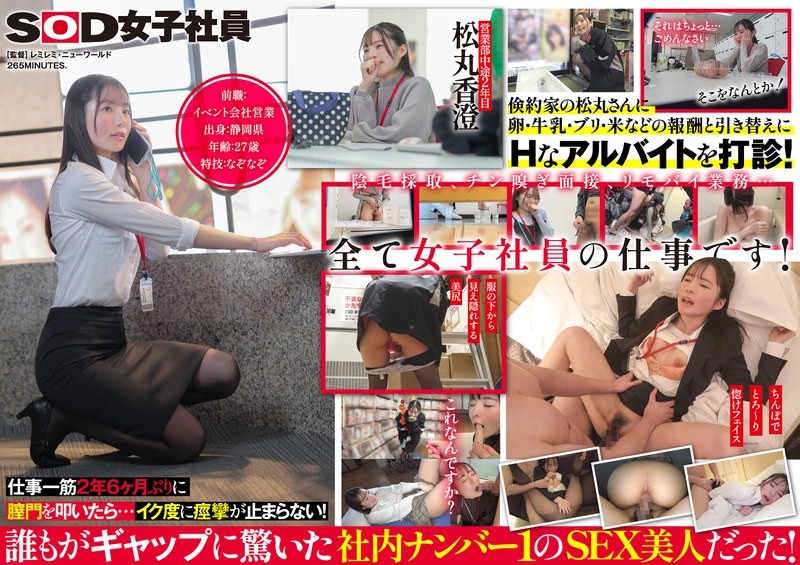 SOD女子社員
【監督】レミレミ・ニューワールド
265MINUTES.
前職:
イベント会社営業
出身:静岡県
年齢:27歳
特技:なぞなぞ
営業部中途2年目
松丸香澄
それはちょっと…
ごめんなさい
そこをなんとか!
倹約家の松丸さんに
卵・牛乳・ブリ・米などの報酬と引き替えに
Hなアルバイトを打診!
陰毛採取、チン嗅ぎ面接、リモバイ業務…
全て女子社員の仕事です!
服の下から
見え隠れする
美尻
ちんぽで
とろ〜り
惚けフェイス
これなんですか?
仕事一筋2年6ヶ月ぶりに
膣門を叩いたら…イク度に痙攣が止まらない!
誰もがギャップに驚いた社内ナンバー1のSEX美人だった!